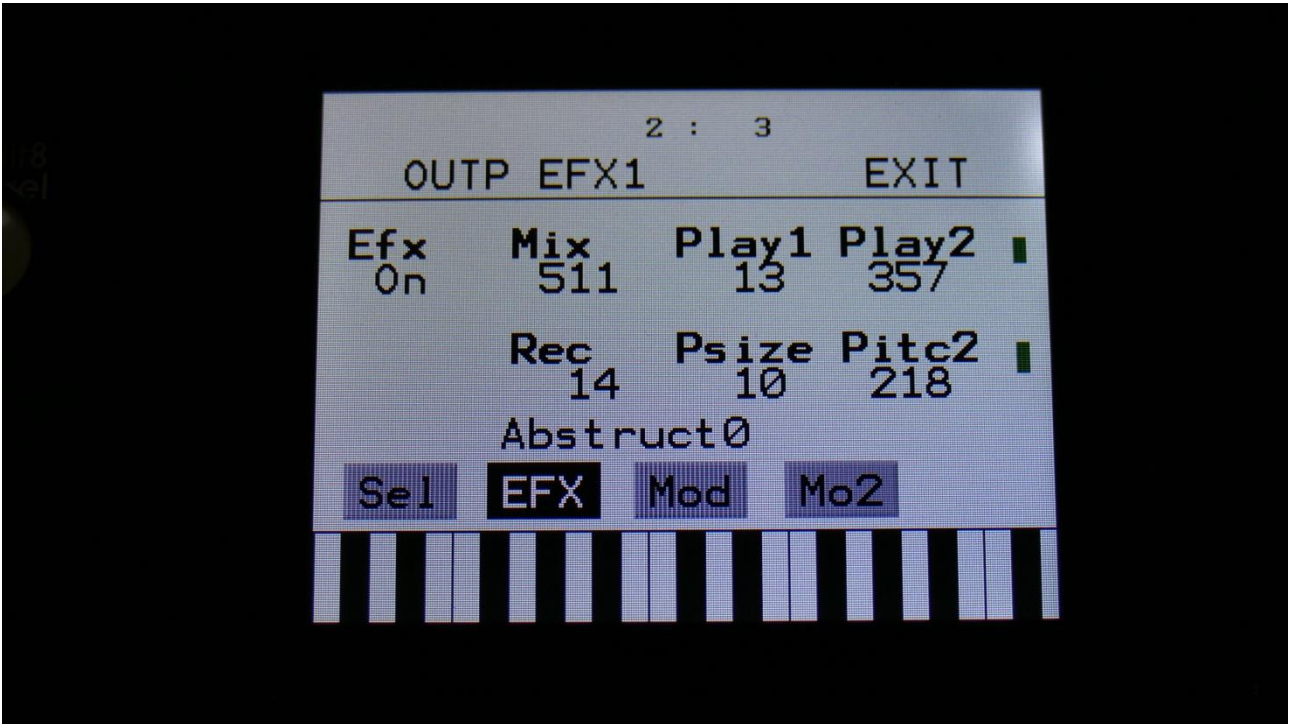 2 : 3
OUTP EFX1 EXIT
Efx Mix Play1 Play2
On 511 13 357
Rec Psize Pitc2
14 10 218
Abstruct0
Sel EFX Mod Mo2